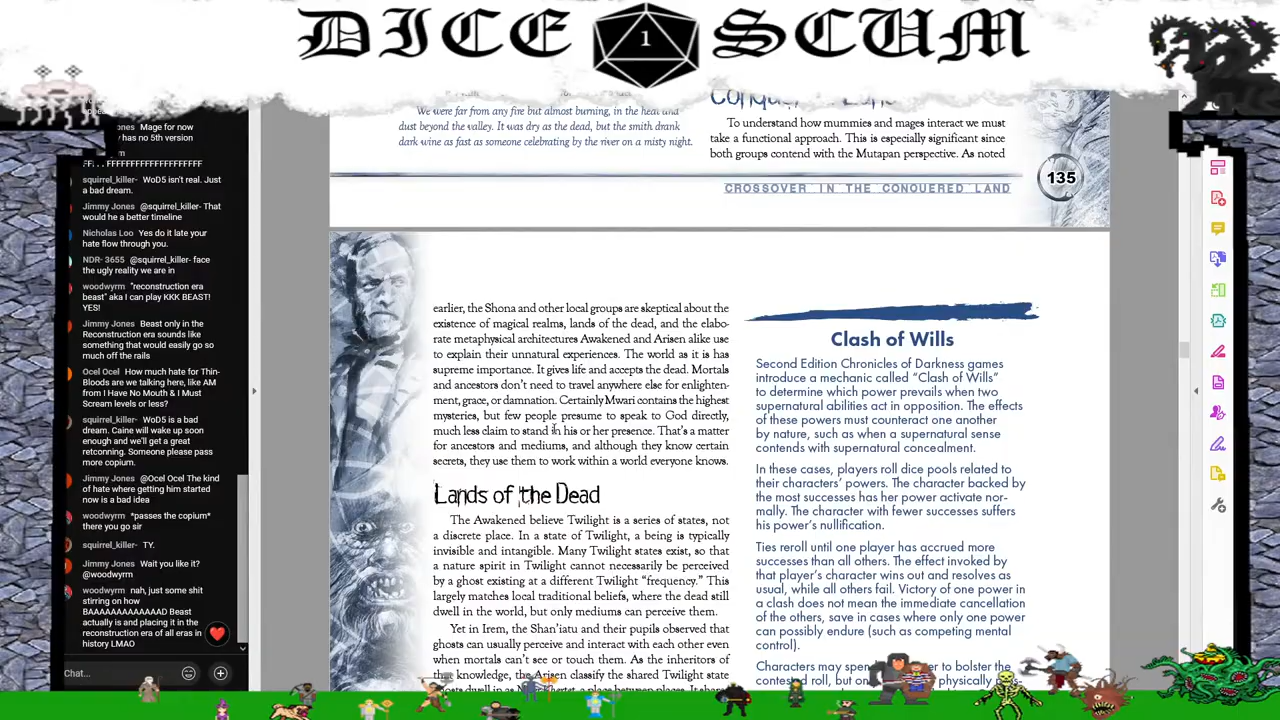 DICE 1 SCUM
ones Mage for now
has no 5th version
FF...FFFFFFFFFFFFFFFFFFFF
squirrel_killer- WoD5 isn't real. Just
a bad dream.
Jimmy Jones @squirrel_killer- That
would he a better timeline
Nicholas Loo Yes do it late your
hate flow through you.
NDR- 3655 @squirrel_killer- face
the ugly reality we are in
woodwyrm "reconstruction era
beast" aka I can play KKK BEAST!
YES!
Jimmy Jones Beast only in the
Reconstruction era sounds like
something that would easily go so
much off the rails
Ocel Ocel How much hate for Thin-
Bloods are we talking here, like AM
from I Have No Mouth & I Must
Scream levels or less?
squirrel_killer- WoD5 is a bad
dream. Caine will wake up soon
enough and we'll get a great
retconning. Someone please pass
more copium.
Jimmy Jones @Ocel Ocel The kind
of hate where getting him started
now is a bad idea
woodwyrm *passes the copium*
there you go sir
squirrel_killer- TY.
Jimmy Jones Wait you like it?
@woodwyrm
woodwyrm nah, just some shit
stirring on how
BAAAAAAAAAAAAD Beast
actually is and placing it in the
reconstruction era of all eras in
history LMAO
Chat...
We were far from any fire but almost burning, in the heat and
dust beyond the valley. It was dry as the dead, but the smith drank
dark wine as fast as someone celebrating by the river on a misty night.
To understand how mummies and mages interact we must
take a functional approach. This is especially significant since
both groups contend with the Mutapan perspective. As noted
CROSSOVER IN THE CONQUERED LAND
135
earlier, the Shona and other local groups are skeptical about the
existence of magical realms, lands of the dead, and the elabo-
rate metaphysical architectures Awakened and Arisen alike use
to explain their unnatural experiences. The world as it is has
supreme importance. It gives life and accepts the dead. Mortals
and ancestors don't need to travel anywhere else for enlighten-
ment, grace, or damnation. Certainly Mwari contains the highest
mysteries, but few people presume to speak to God directly,
much less claim to stand in his or her presence. That's a matter
for ancestors and mediums, and although they know certain
secrets, they use them to work within a world everyone knows.
Lands of the Dead
The Awakened believe Twilight is a series of states, not
a discrete place. In a state of Twilight, a being is typically
invisible and intangible. Many Twilight states exist, so that
a nature spirit in Twilight cannot necessarily be perceived
by a ghost existing at a different Twilight "frequency." This
largely matches local traditional beliefs, where the dead still
dwell in the world, but only mediums can perceive them.
Yet in Irem, the Shan'iatu and their pupils observed that
ghosts can usually perceive and interact with each other even
when mortals can't see or touch them. As the inheritors of
that knowledge, the Arisen classify the shared Twilight state
Clash of Wills
Second Edition Chronicles of Darkness games
introduce a mechanic called "Clash of Wills"
to determine which power prevails when two
supernatural abilities act in opposition. The effects
of these powers must counteract one another
by nature, such as when a supernatural sense
contends with supernatural concealment.
In these cases, players roll dice pools related to
their characters' powers. The character backed by
the most successes has her power activate nor-
mally. The character with fewer successes suffers
his power's nullification.
Ties reroll until one player has accrued more
successes than all others. The effect invoked by
that player's character wins out and resolves as
usual, while all others fail. Victory of one power in
a clash does not mean the immediate cancellation
of the others, save in cases where only one power
can possibly endure (such as competing mental
control).
Characters may spend to bolster the